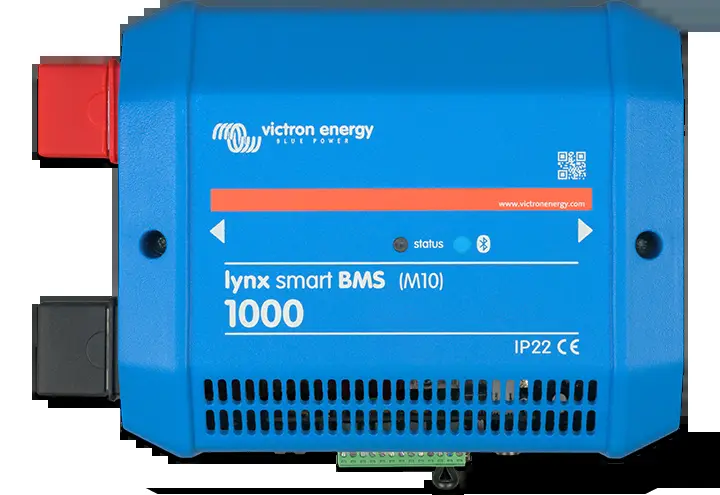 victron energy
BLUE POWER
www.victronenergy.com
status
lynx smart BMS (M10)
1000
IP22 CE